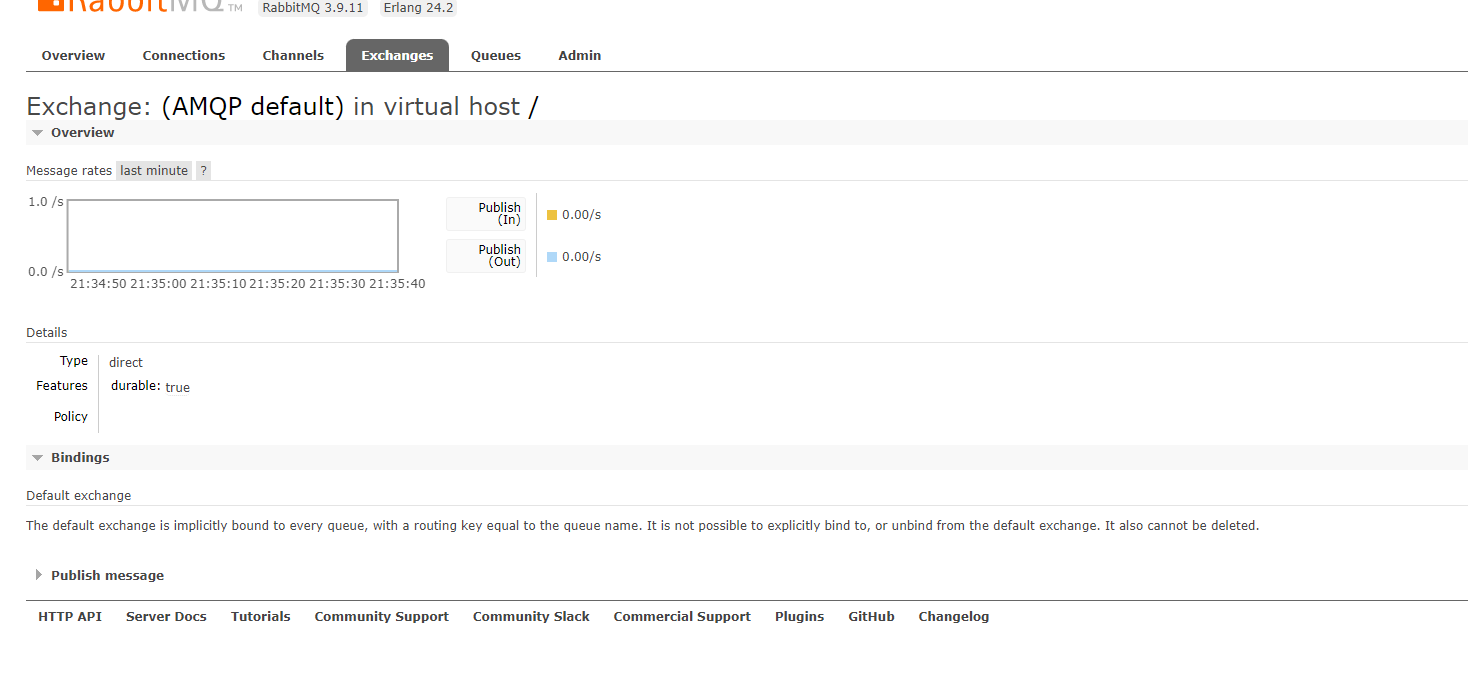 RabbitMQ TM RabbitMQ 3.9.11 Erlang 24.2
Overview Connections Channels Exchanges Queues Admin
Exchange: (AMQP default) in virtual host /
Overview
Message rates last minute ?
1.0 /s
0.0 /s
21:34:50 21:35:00 21:35:10 21:35:20 21:35:30 21:35:40
Publish
(In)
0.00/s
Publish
(Out)
0.00/s
Details
Type direct
Features durable: true
Policy
Bindings
Default exchange
The default exchange is implicitly bound to every queue, with a routing key equal to the queue name. It is not possible to explicitly bind to, or unbind from the default exchange. It also cannot be deleted.
Publish message
HTTP API Server Docs Tutorials Community Support Community Slack Commercial Support Plugins GitHub Changelog